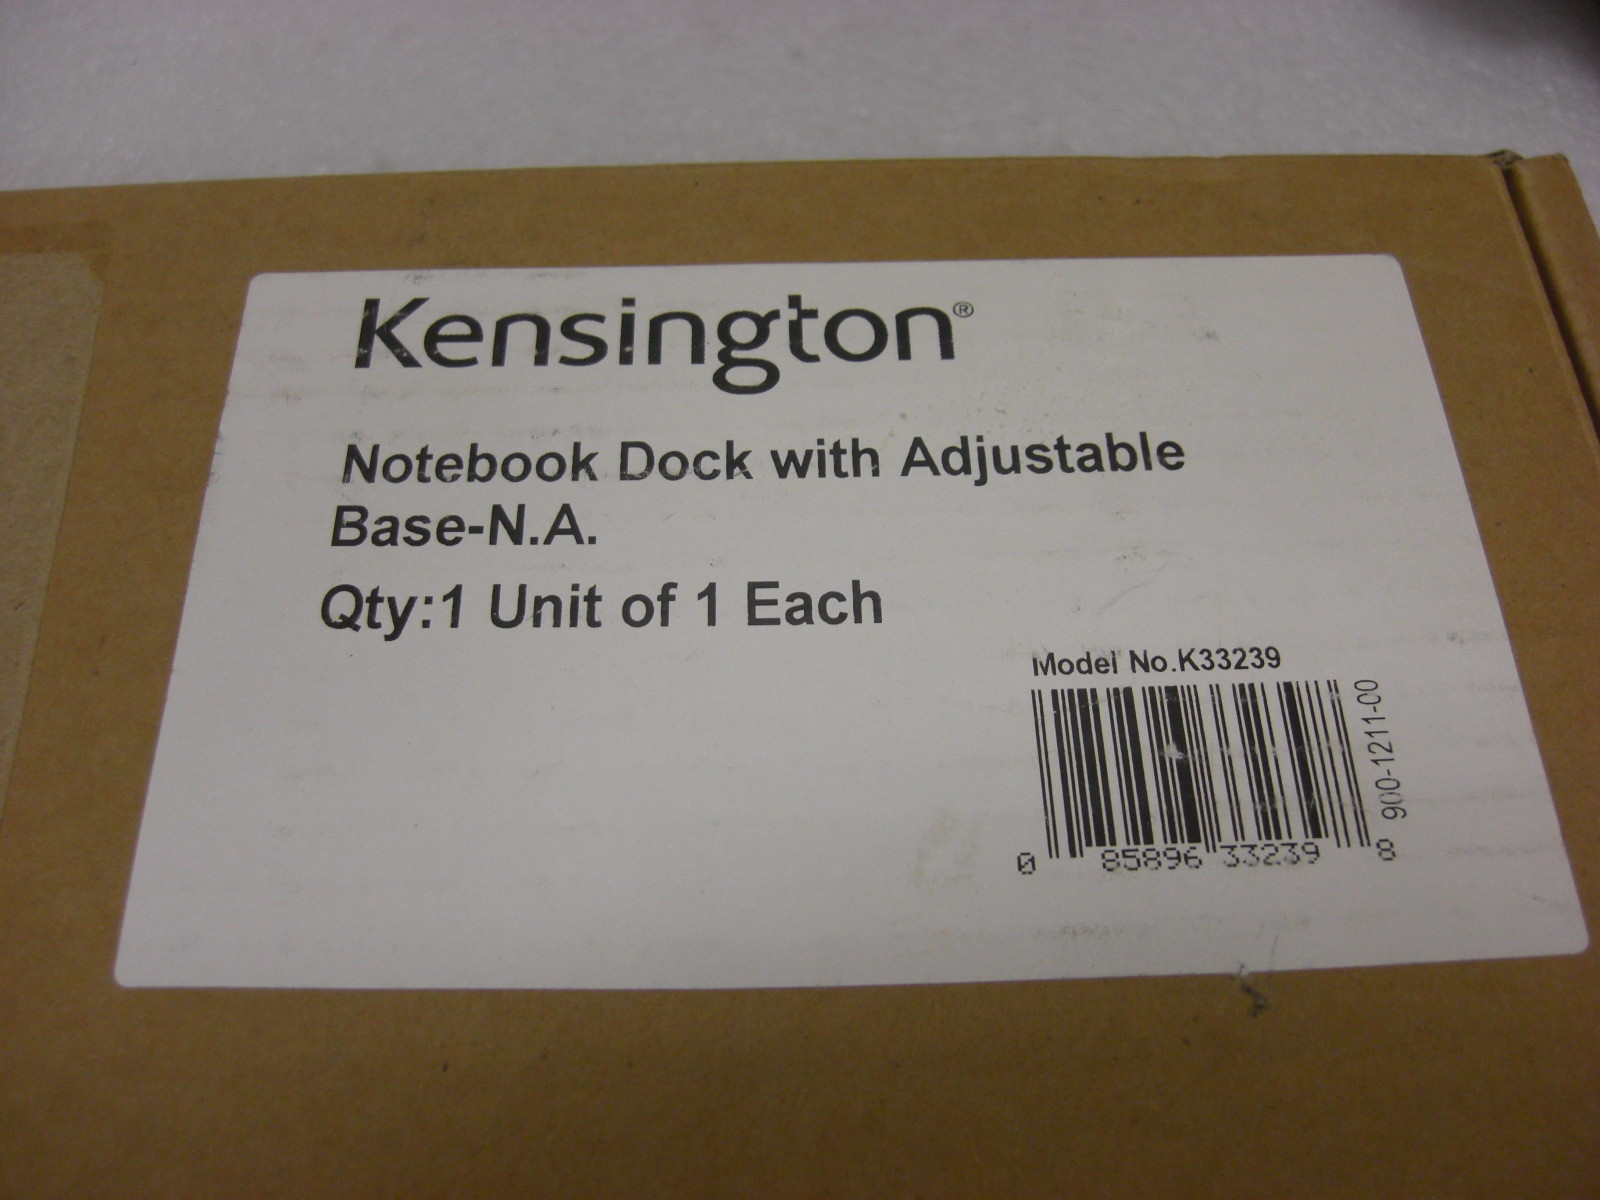 Kensington®
Notebook Dock with Adjustable
Base-N.A.
Qty:1 Unit of 1 Each
Model No.K33239
900-1211-00
0 85896 33239 8